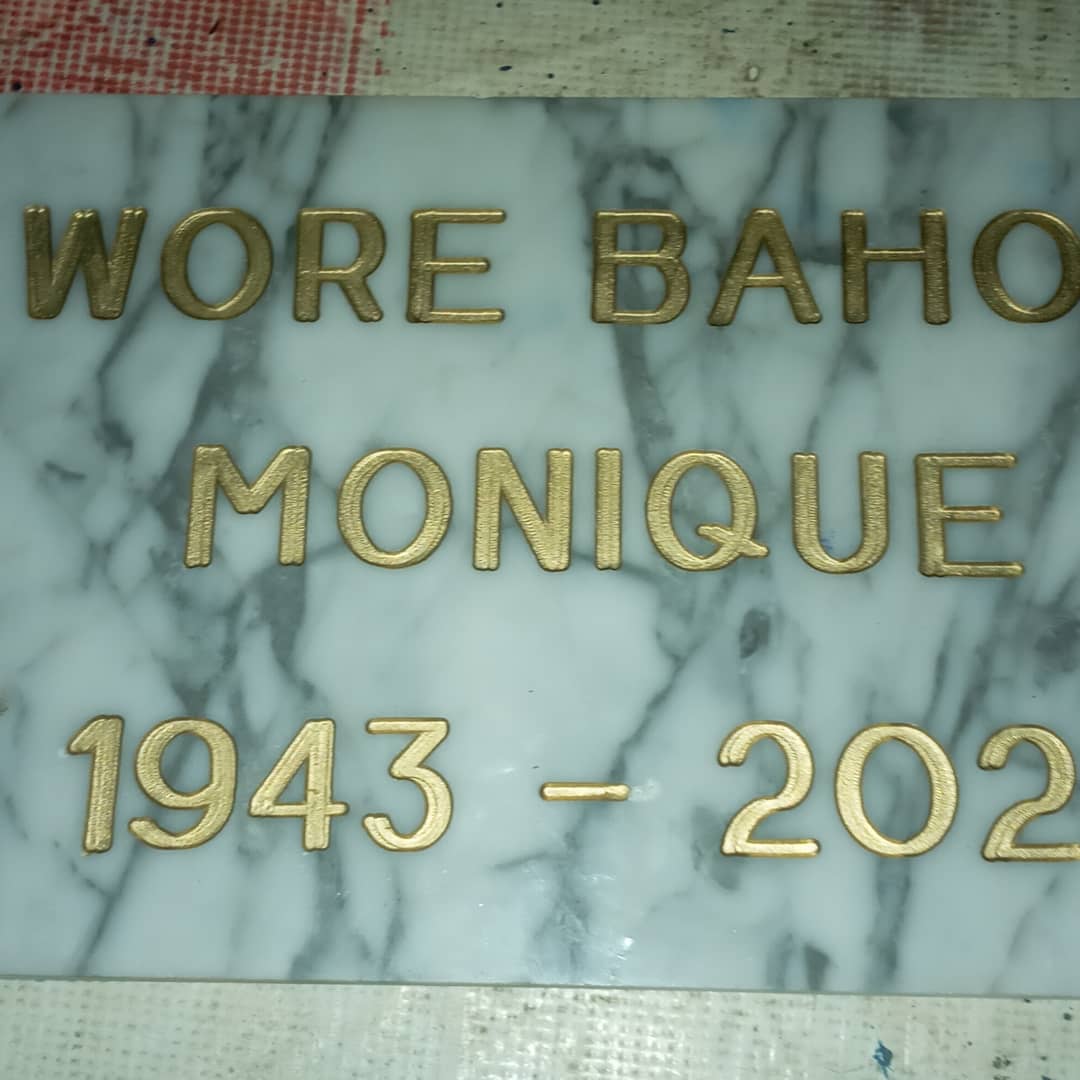 WORE BAHO
MONIQUE
1943 - 202